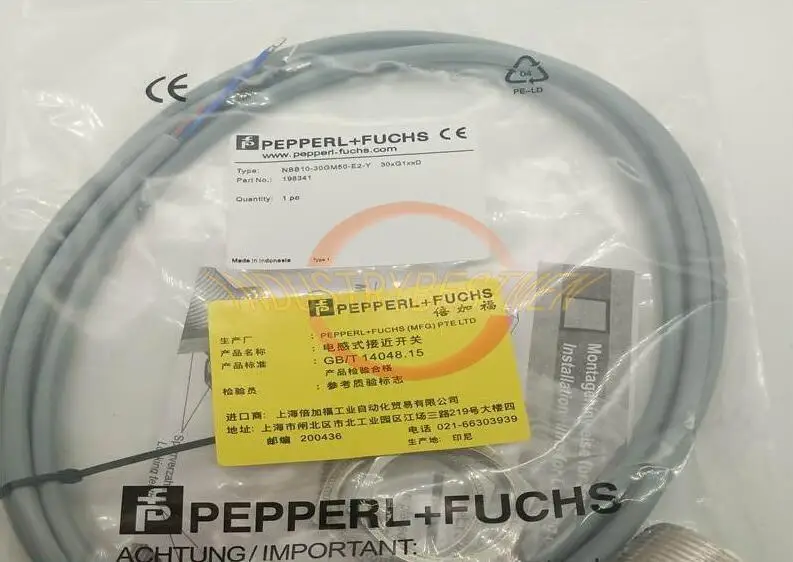 CE
04
PE-LD
PEPPERL+FUCHS CE
www.pepperl-fuchs.com
Type: NBB10-30GM50-E2-Y 30xG1xxD
Part No.: 198341
Quantity: 1 pc
Made in Indonesia Type 1
PEPPERL+FUCHS
倍加福
生产厂 : PEPPERL+FUCHS (MFG) PTE LTD
产品名称 : 电感式接近开关
产品标准 : GB/T 14048.15
产品检验合格
检验员 : 参考质验标志
进口商: 上海倍加福工业自动化贸易有限公司
地址: 上海市闸北区市北工业园区江场三路219号大楼四
邮编 200436 电话 021-66303939
生产地: 印尼
Installation
PEPPERL+FUCHS
ACHTUNG/IMPORTANT: